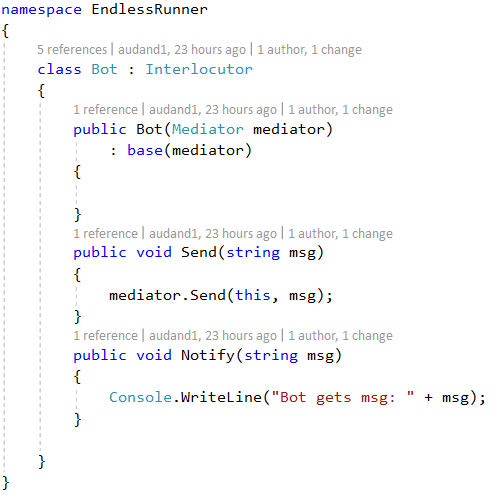 namespace EndlessRunner
{
5 references | audand1, 23 hours ago | 1 author, 1 change
class Bot : Interlocutor
{
1 reference | audand1, 23 hours ago | 1 author, 1 change
public Bot(Mediator mediator)
: base(mediator)
{
}
1 reference | audand1, 23 hours ago | 1 author, 1 change
public void Send(string msg)
{
mediator.Send(this, msg);
}
1 reference | audand1, 23 hours ago | 1 author, 1 change
public void Notify(string msg)
{
Console.WriteLine("Bot gets msg: " + msg);
}
}
}